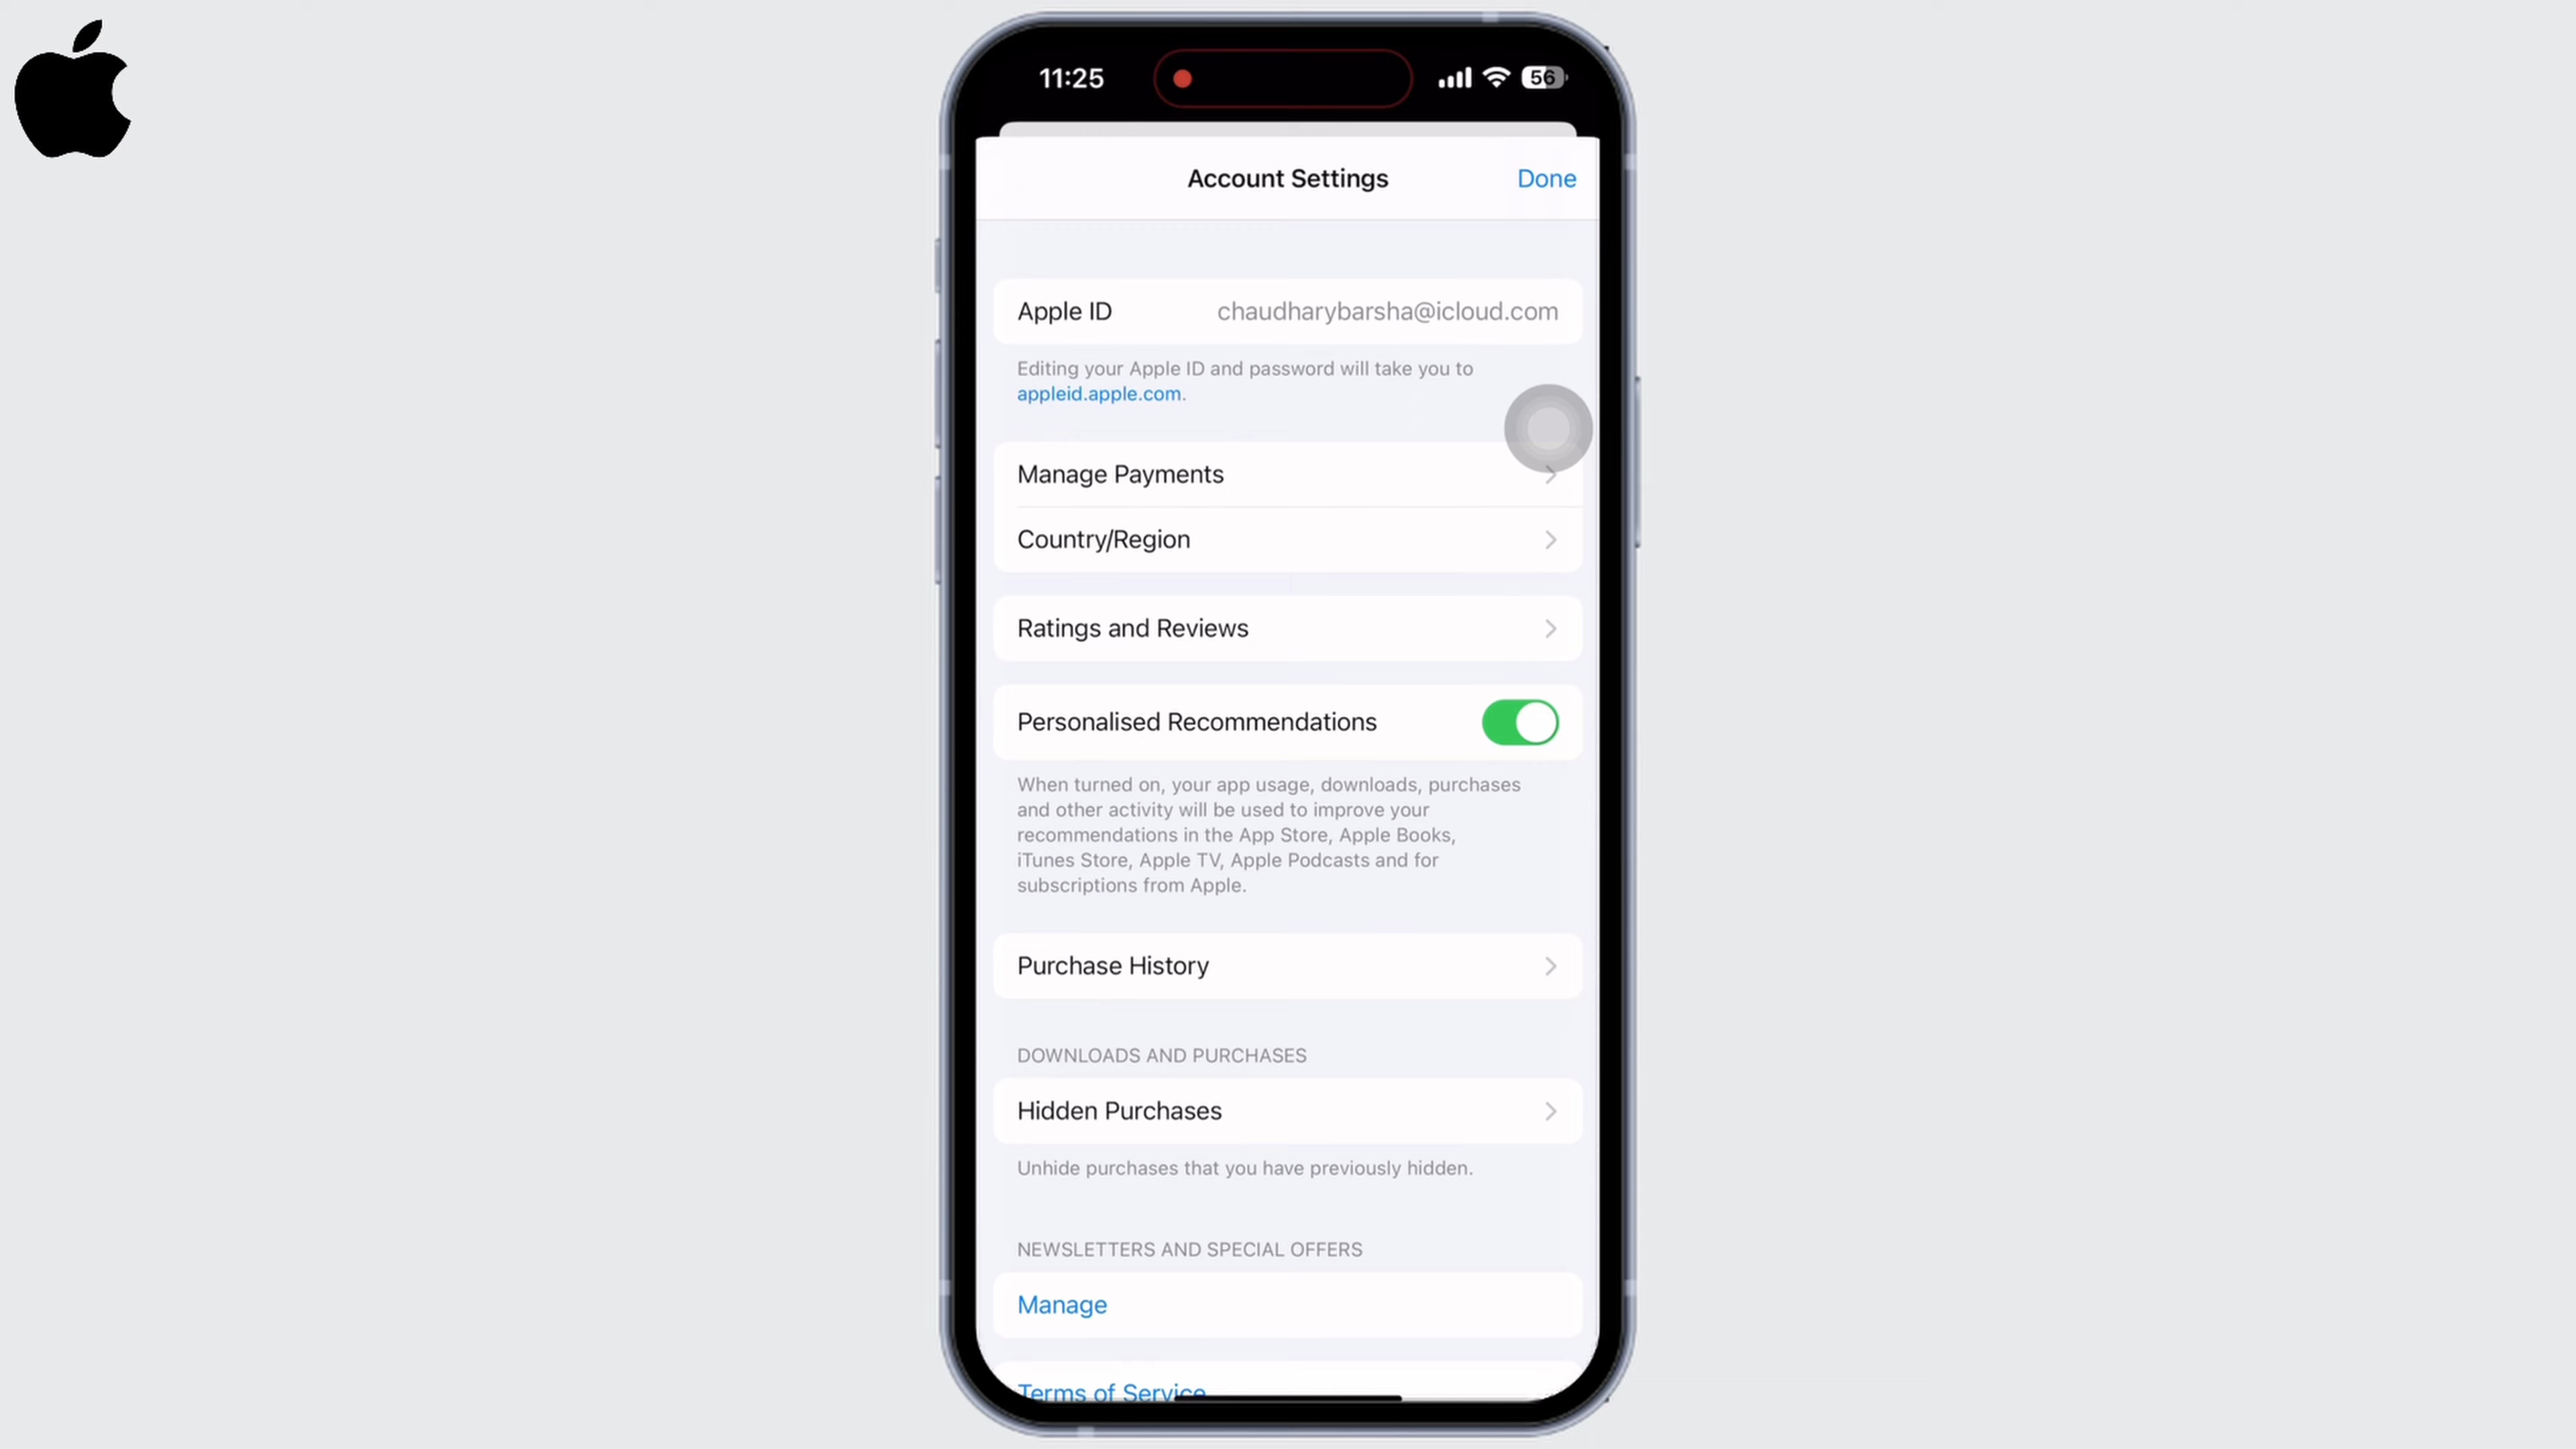 11:25
56
Account Settings
Done
Apple ID
chaudharybarsha@icloud.com
Editing your Apple ID and password will take you to
appleid.apple.com.
Manage Payments
Country/Region
Ratings and Reviews
Personalised Recommendations
When turned on, your app usage, downloads, purchases
and other activity will be used to improve your
recommendations in the App Store, Apple Books,
iTunes Store, Apple TV, Apple Podcasts and for
subscriptions from Apple.
Purchase History
DOWNLOADS AND PURCHASES
Hidden Purchases
Unhide purchases that you have previously hidden.
NEWSLETTERS AND SPECIAL OFFERS
Manage
Terms of Service